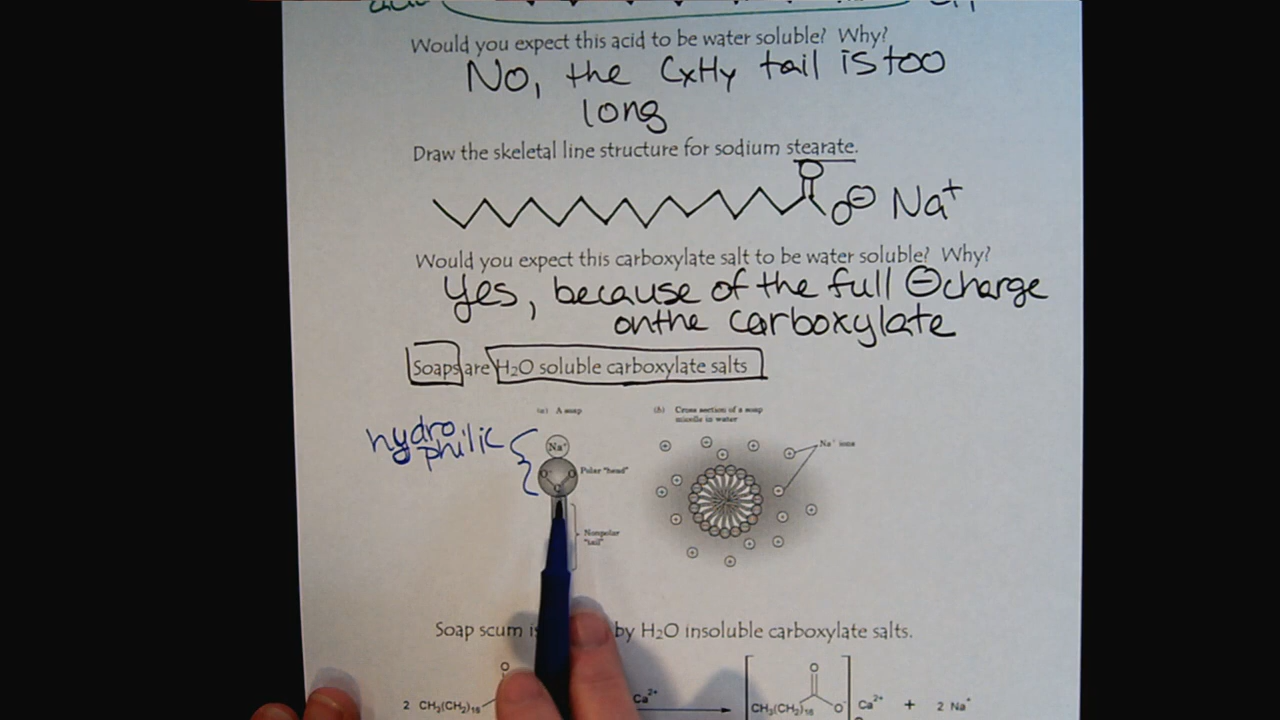 Would you expect this acid to be water soluble? Why?
No, the CxHy tail is too
long
Draw the skeletal line structure for sodium stearate.
O
O⊖ Na⁺
Would you expect this carboxylate salt to be water soluble? Why?
Yes, because of the full ⊖ charge
on the carboxylate
Soaps are H₂O soluble carboxylate salts
(a) A soap
(b) Cross section of a soap
micelle in water
hydro
philic
Na⁺
O⁻ O
C
Polar "head"
Nonpolar
"tail"
Na⁺ ions
Soap scum by H₂O insoluble carboxylate salts.
O
O
2 CH₃(CH₂)₁₆
Ca²⁺
CH₃(CH₂)₁₆ O⁻ Ca²⁺ + 2 Na⁺